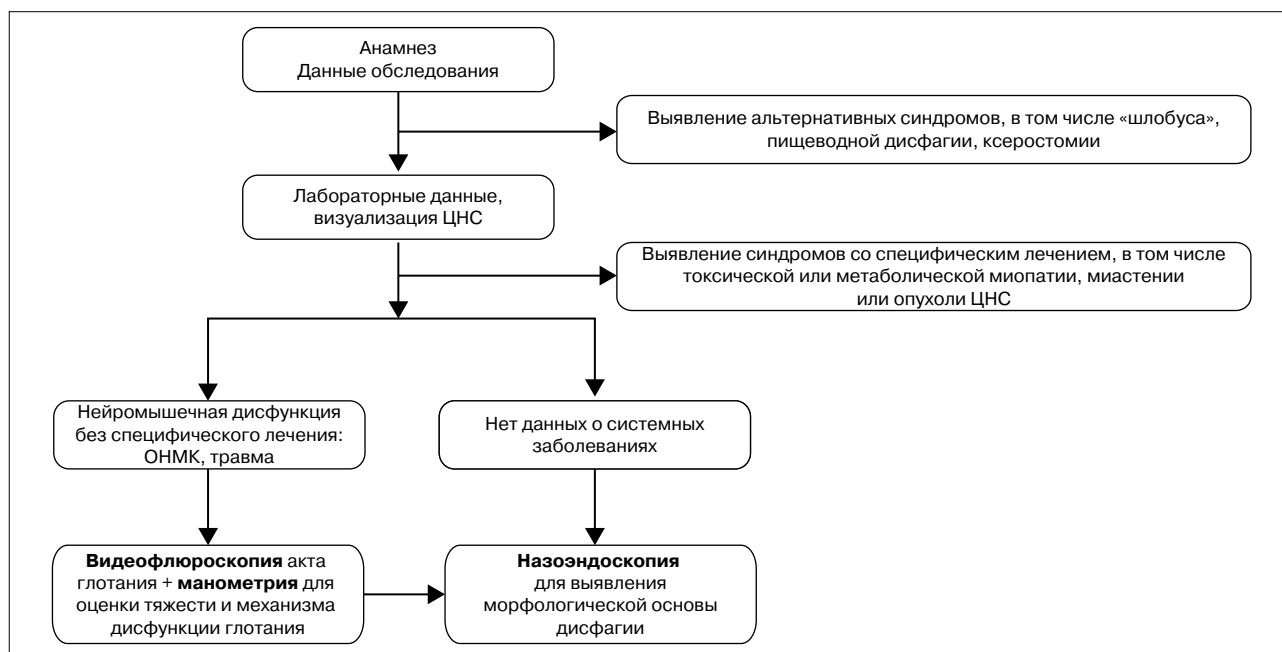 Анамнез
Данные обследования
Выявление альтернативных синдромов, в том числе «шлобуса»,
пищеводной дисфагии, ксеростомии
Лабораторные данные,
визуализация ЦНС
Выявление синдромов со специфическим лечением, в том числе
токсической или метаболической миопатии, миастении
или опухоли ЦНС
Нейромышечная дисфункция
без специфического лечения:
ОНМК, травма
Нет данных о системных
заболеваниях
Видеофлюроскопия акта
глотания + манометрия для
оценки тяжести и механизма
дисфункции глотания
Назоэндоскопия
для выявления
морфологической основы
дисфагии